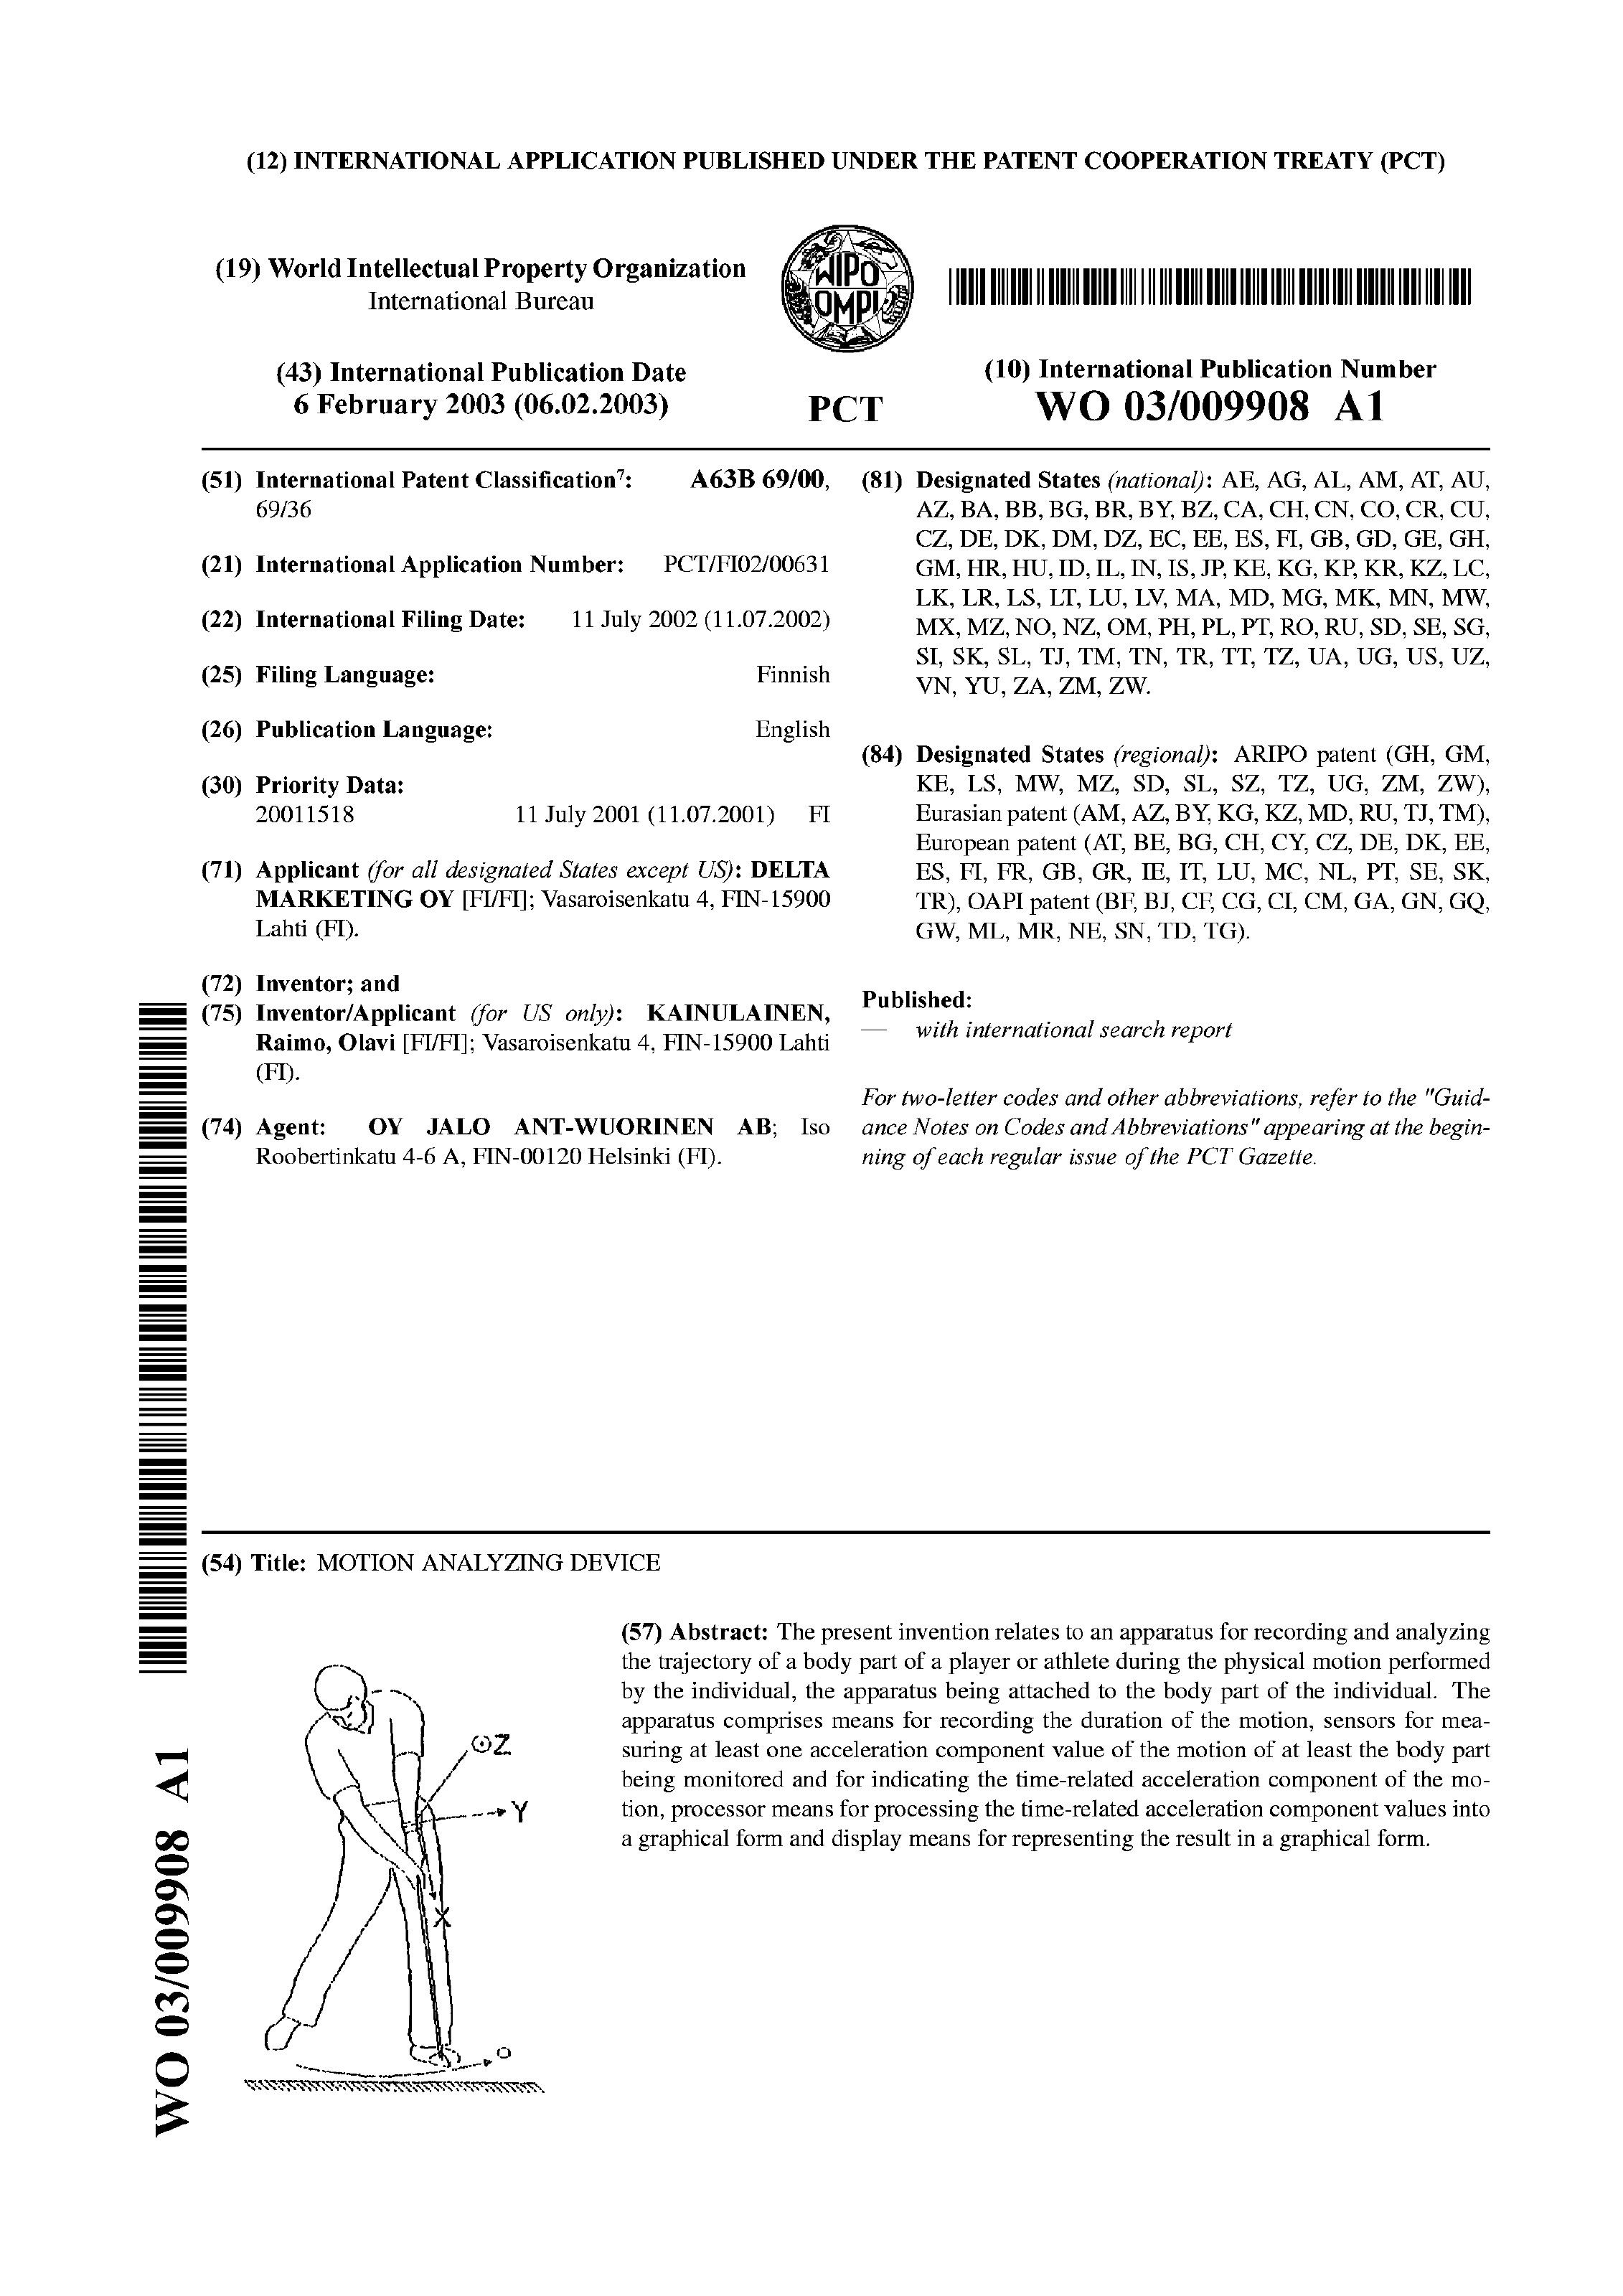 (12) INTERNATIONAL APPLICATION PUBLISHED UNDER THE PATENT COOPERATION TREATY (PCT)
(19) World Intellectual Property Organization
International Bureau
WIPO
OMPI
(43) International Publication Date
6 February 2003 (06.02.2003)
PCT
(10) International Publication Number
WO 03/009908 A1
(51) International Patent Classification7: A63B 69/00,
69/36
(21) International Application Number: PCT/FI02/00631
(22) International Filing Date: 11 July 2002 (11.07.2002)
(25) Filing Language: Finnish
(26) Publication Language: English
(30) Priority Data:
20011518 11 July 2001 (11.07.2001) FI
(71) Applicant (for all designated States except US): DELTA
MARKETING OY [FI/FI]; Vasaroisenkatu 4, FIN-15900
Lahti (FI).
(72) Inventor; and
(75) Inventor/Applicant (for US only): KAINULAINEN,
Raimo, Olavi [FI/FI]; Vasaroisenkatu 4, FIN-15900 Lahti
(FI).
(74) Agent: OY JALO ANT-WUORINEN AB; Iso
Roobertinkatu 4-6 A, FIN-00120 Helsinki (FI).
(81) Designated States (national): AE, AG, AL, AM, AT, AU,
AZ, BA, BB, BG, BR, BY, BZ, CA, CH, CN, CO, CR, CU,
CZ, DE, DK, DM, DZ, EC, EE, ES, FI, GB, GD, GE, GH,
GM, HR, HU, ID, IL, IN, IS, JP, KE, KG, KP, KR, KZ, LC,
LK, LR, LS, LT, LU, LV, MA, MD, MG, MK, MN, MW,
MX, MZ, NO, NZ, OM, PH, PL, PT, RO, RU, SD, SE, SG,
SI, SK, SL, TJ, TM, TN, TR, TT, TZ, UA, UG, US, UZ,
VN, YU, ZA, ZM, ZW.
(84) Designated States (regional): ARIPO patent (GH, GM,
KE, LS, MW, MZ, SD, SL, SZ, TZ, UG, ZM, ZW),
Eurasian patent (AM, AZ, BY, KG, KZ, MD, RU, TJ, TM),
European patent (AT, BE, BG, CH, CY, CZ, DE, DK, EE,
ES, FI, FR, GB, GR, IE, IT, LU, MC, NL, PT, SE, SK,
TR), OAPI patent (BF, BJ, CF, CG, CI, CM, GA, GN, GQ,
GW, ML, MR, NE, SN, TD, TG).
Published:
— with international search report
For two-letter codes and other abbreviations, refer to the "Guid-
ance Notes on Codes and Abbreviations" appearing at the begin-
ning of each regular issue of the PCT Gazette.
WO 03/009908 A1
(54) Title: MOTION ANALYZING DEVICE
(57) Abstract: The present invention relates to an apparatus for recording and analyzing
the trajectory of a body part of a player or athlete during the physical motion performed
by the individual, the apparatus being attached to the body part of the individual. The
apparatus comprises means for recording the duration of the motion, sensors for mea-
suring at least one acceleration component value of the motion of at least the body part
being monitored and for indicating the time-related acceleration component of the mo-
tion, processor means for processing the time-related acceleration component values into
a graphical form and display means for representing the result in a graphical form.
Z
Y
X